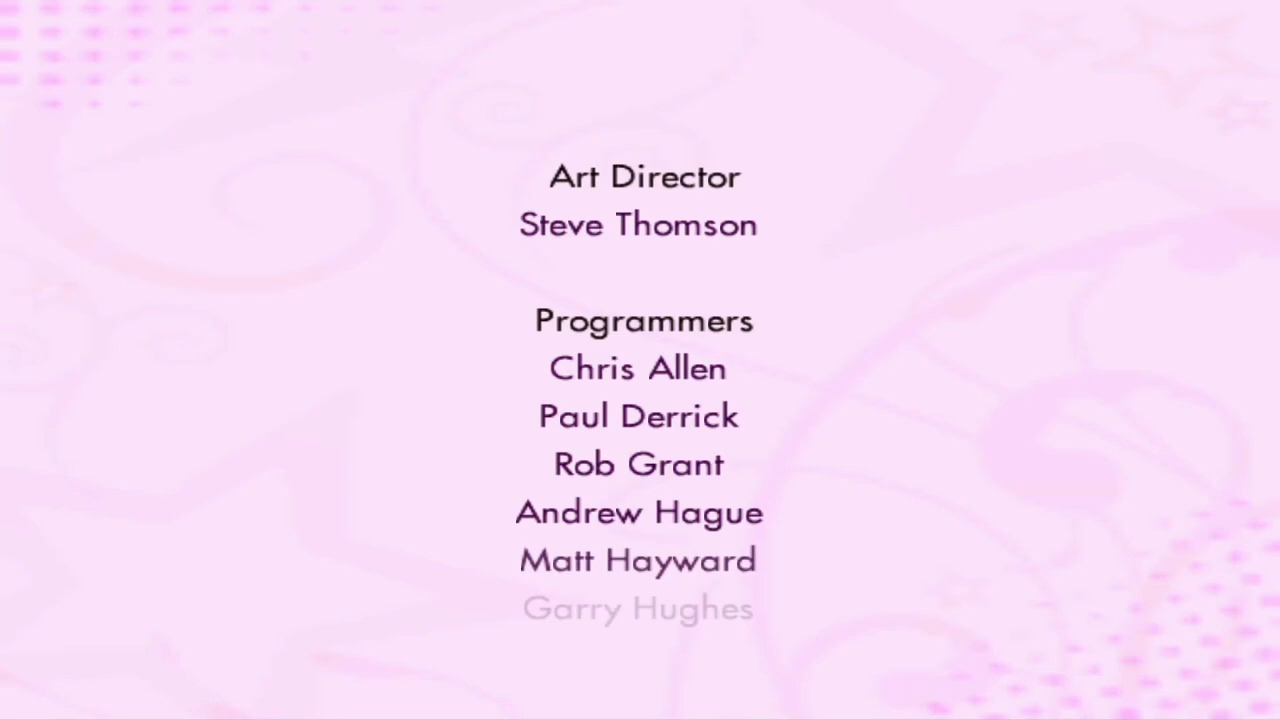 Art Director
Steve Thomson
Programmers
Chris Allen
Paul Derrick
Rob Grant
Andrew Hague
Matt Hayward
Garry Hughes